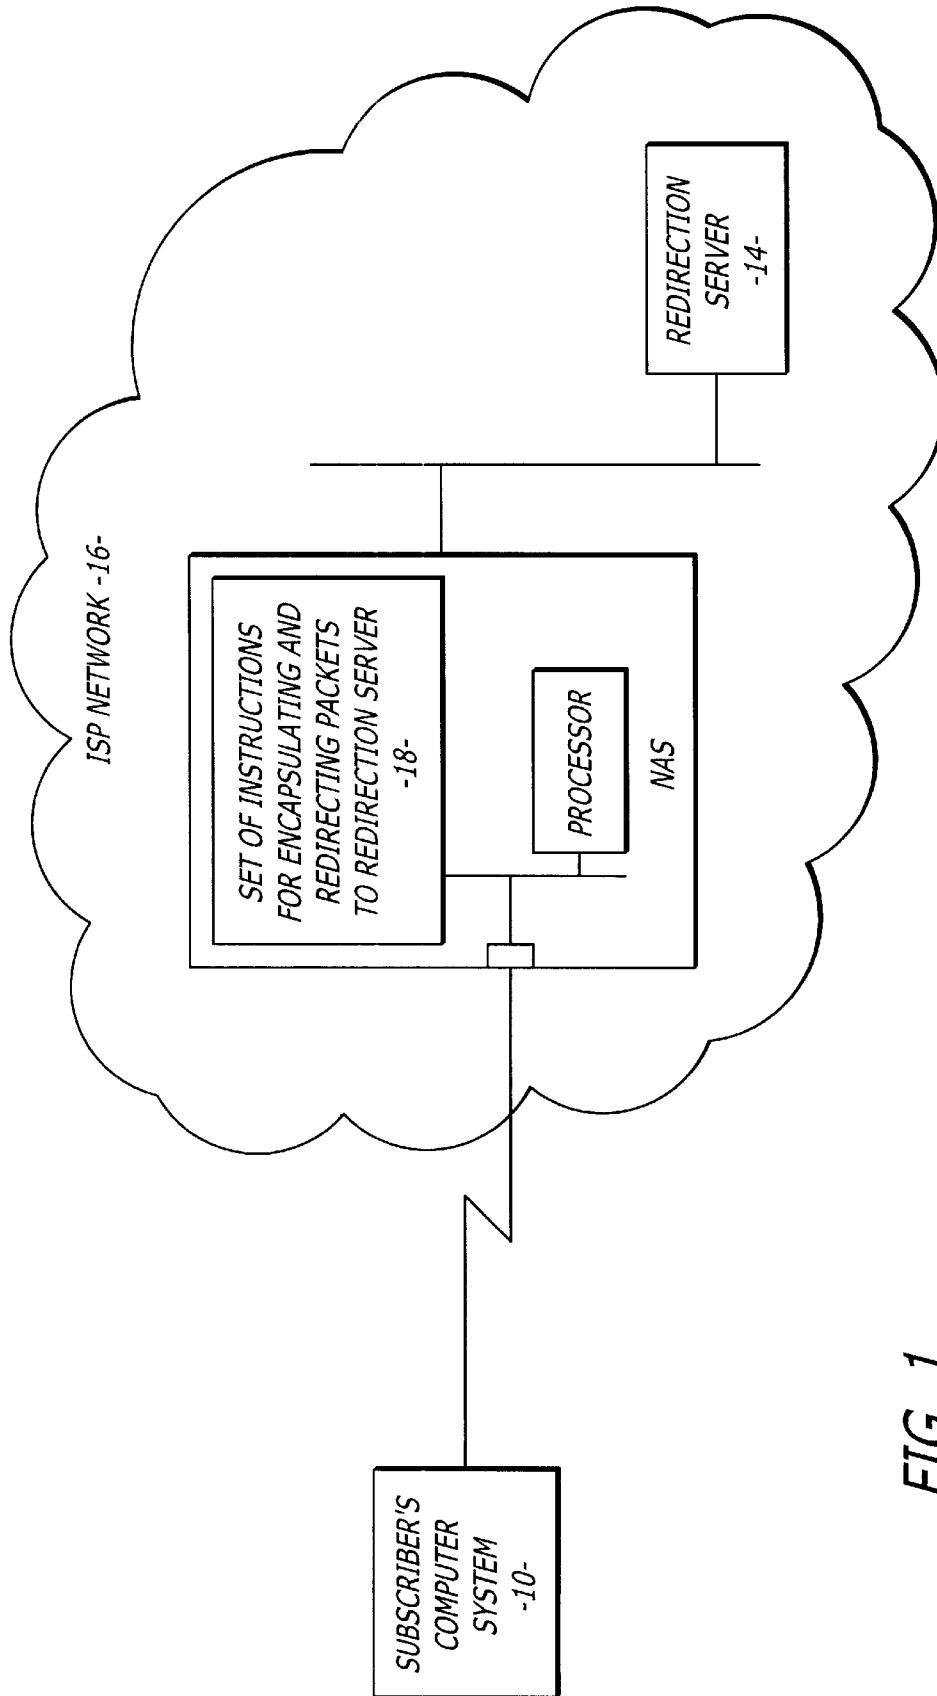 ISP NETWORK -16-
SET OF INSTRUCTIONS
FOR ENCAPSULATING AND
REDIRECTING PACKETS
TO REDIRECTION SERVER
-18-
PROCESSOR
NAS
REDIRECTION
SERVER
-14-
SUBSCRIBER'S
COMPUTER
SYSTEM
-10-
FIG. 1